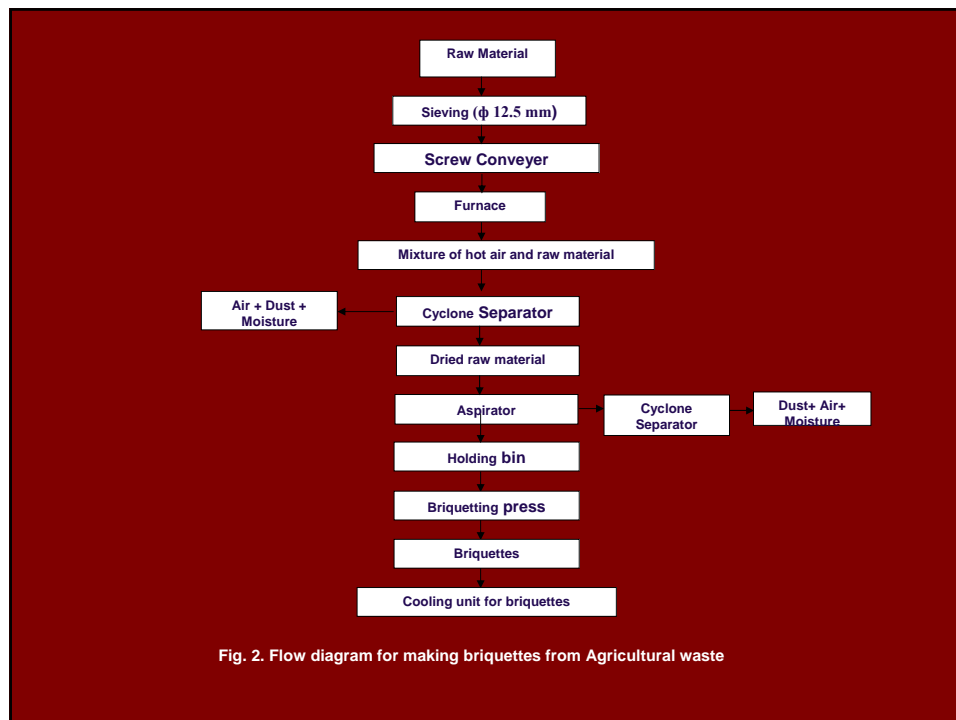 Raw Material
Sieving (ф 12.5 mm)
Screw Conveyer
Furnace
Mixture of hot air and raw material
Air + Dust +
Moisture
Cyclone Separator
Dried raw material
Aspirator
Cyclone
Separator
Dust+ Air+
Moisture
Holding bin
Briquetting press
Briquettes
Cooling unit for briquettes
Fig. 2. Flow diagram for making briquettes from Agricultural waste